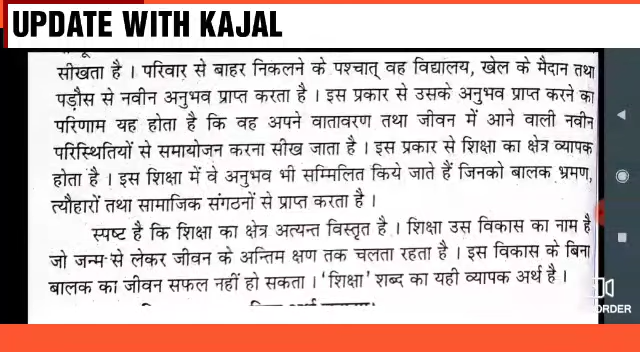 UPDATE WITH KAJAL
सीखता है । परिवार से बाहर निकलने के पश्चात् वह विद्यालय, खेल के मैदान तथा
पड़ौस से नवीन अनुभव प्राप्त करता है । इस प्रकार से उसके अनुभव प्राप्त करने का
परिणाम यह होता है कि वह अपने वातावरण तथा जीवन में आने वाली नवीन
परिस्थितियों से समायोजन करना सीख जाता है । इस प्रकार से शिक्षा का क्षेत्र व्यापक
होता है । इस शिक्षा में वे अनुभव भी सम्मिलित किये जाते हैं जिनको बालक भ्रमण,
त्यौहारों तथा सामाजिक संगठनों से प्राप्त करता है ।
स्पष्ट है कि शिक्षा का क्षेत्र अत्यन्त विस्तृत है । शिक्षा उस विकास का नाम है
जो जन्म से लेकर जीवन के अन्तिम क्षण तक चलता रहता है । इस विकास के बिना
बालक का जीवन सफल नहीं हो सकता । 'शिक्षा' शब्द का यही व्यापक अर्थ है ।
ORDER